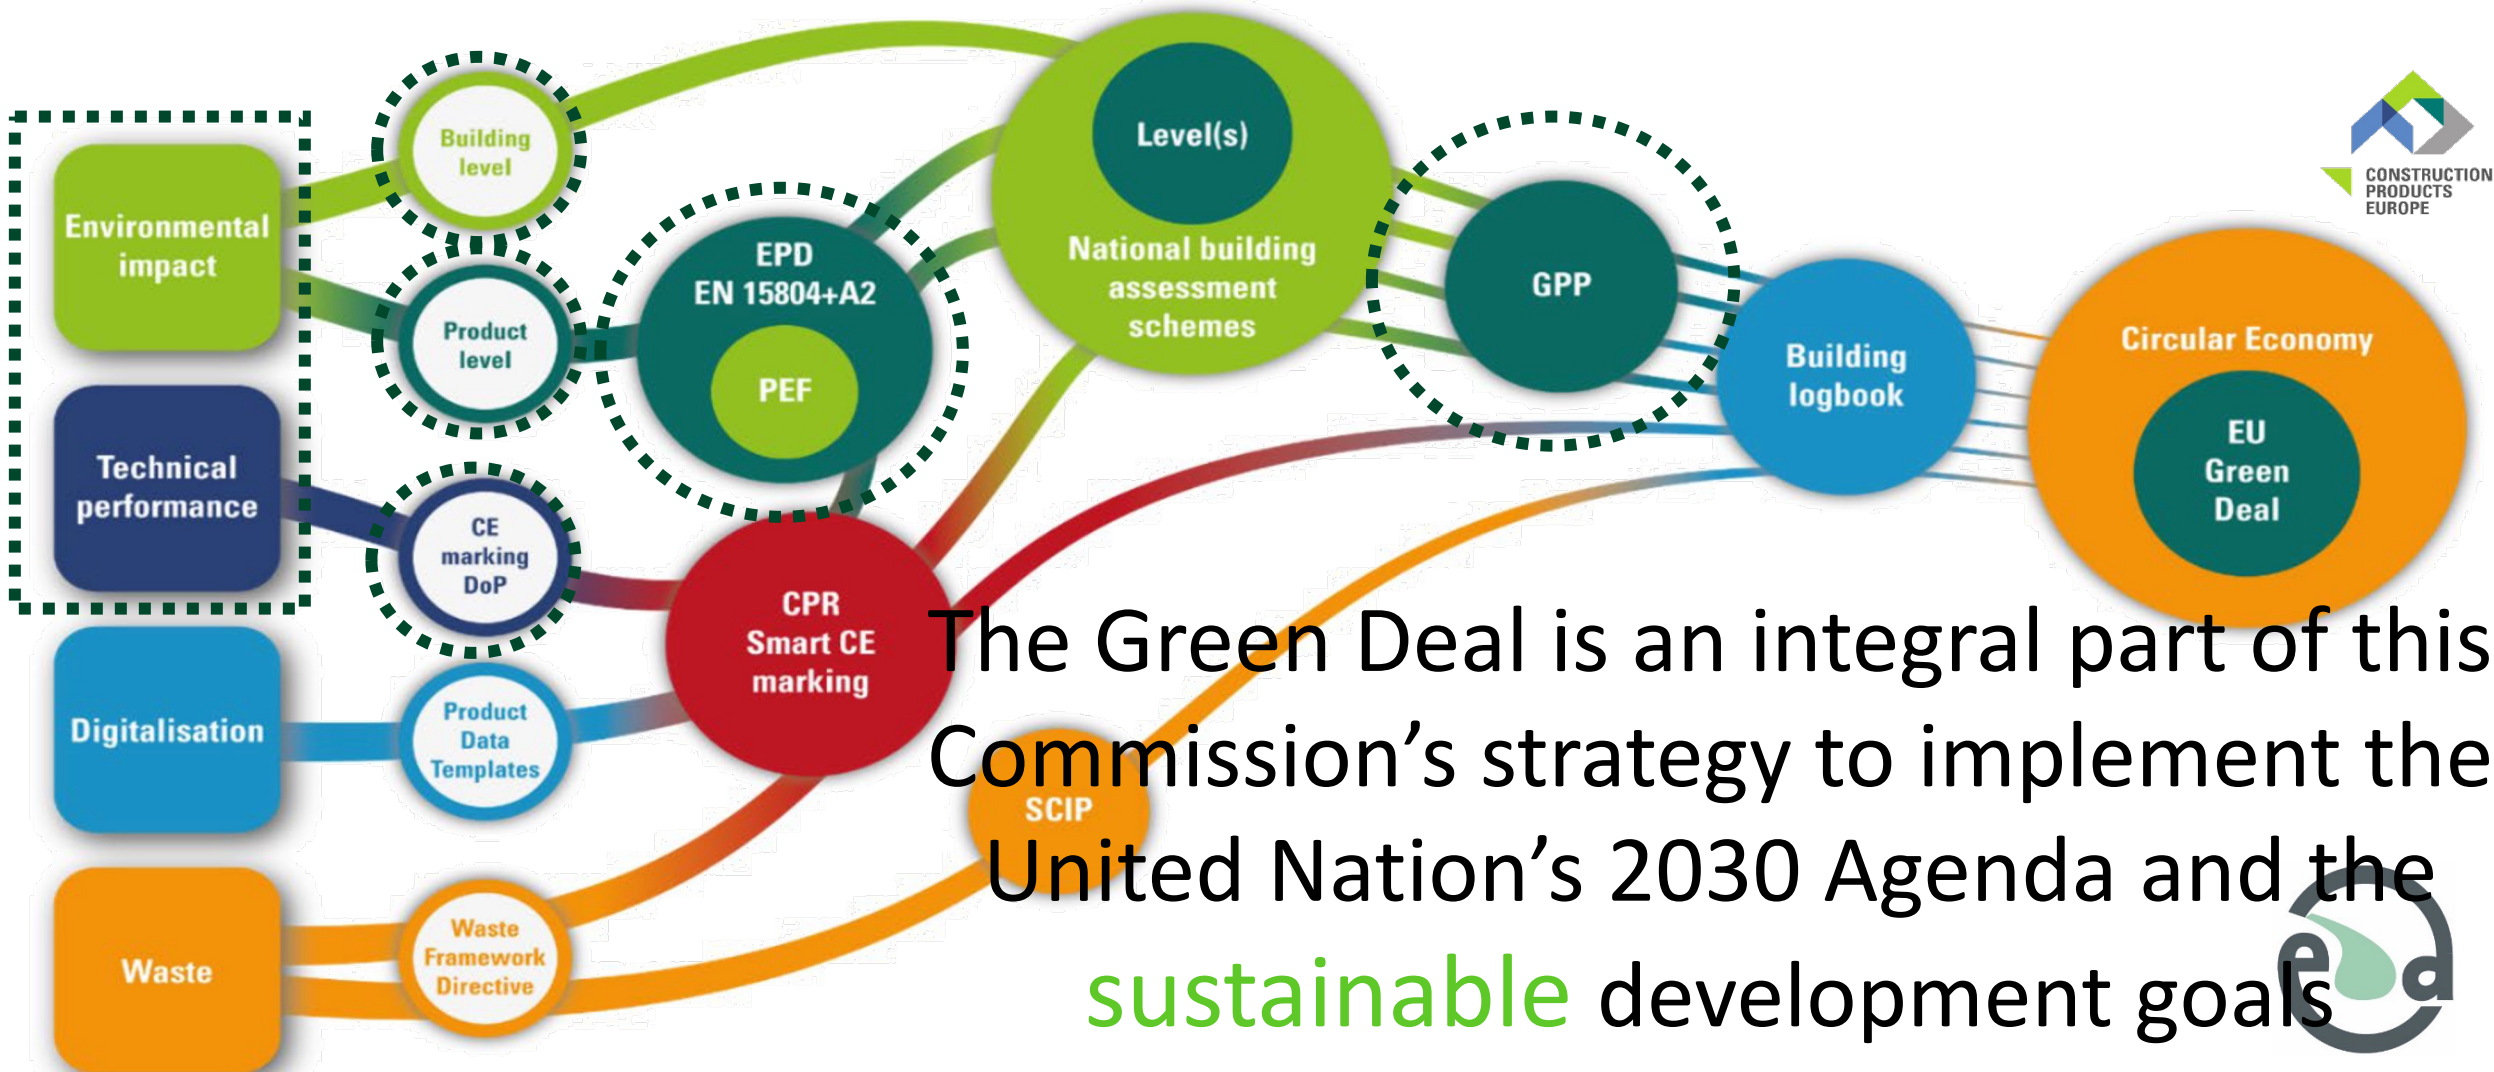 Environmental
impact
Technical
performance
Digitalisation
Waste
Building
level
Product
level
CE
marking
DoP
Product
Data
Templates
Waste
Framework
Directive
EPD
EN 15804+A2
PEF
CPR
Smart CE
marking
SCIP
Level(s)
National building
assessment
schemes
GPP
Building
logbook
Circular Economy
EU
Green
Deal
CONSTRUCTION
PRODUCTS
EUROPE
The Green Deal is an integral part of this
Commission’s strategy to implement the
United Nation’s 2030 Agenda and the
sustainable development goals
ea